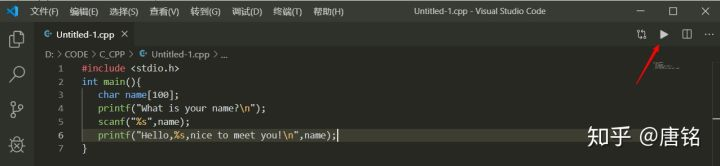 文件(F) 编辑(E) 选择(S) 查看(V) 转到(G) 调试(D) 终端(T) 帮助(H) Untitled-1.cpp - Visual Studio Code
Untitled-1.cpp
D: > CODE > C_CPP > Untitled-1.cpp > ...
1 #include <stdio.h>
2 int main(){
3 char name[100];
4 printf("What is your name?\n");
5 scanf("%s",name);
6 printf("Hello,%s,nice to meet you!\n",name);
7 }
知乎 @唐铭